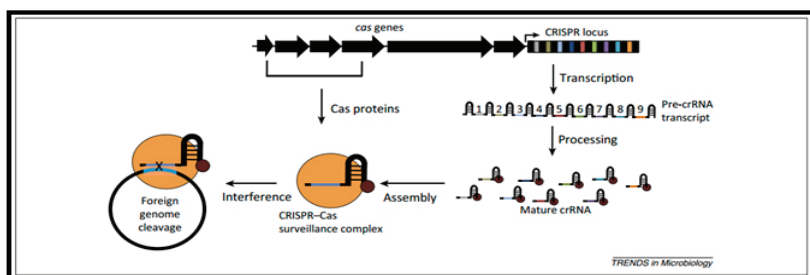 cas genes
CRISPR locus
Transcription
Cas proteins
1 2 3 4 5 6 7 8 9
Pre-crRNA
transcript
Processing
Foreign
genome
cleavage
Interference
CRISPR–Cas
surveillance complex
Assembly
Mature crRNA
TRENDS in Microbiology